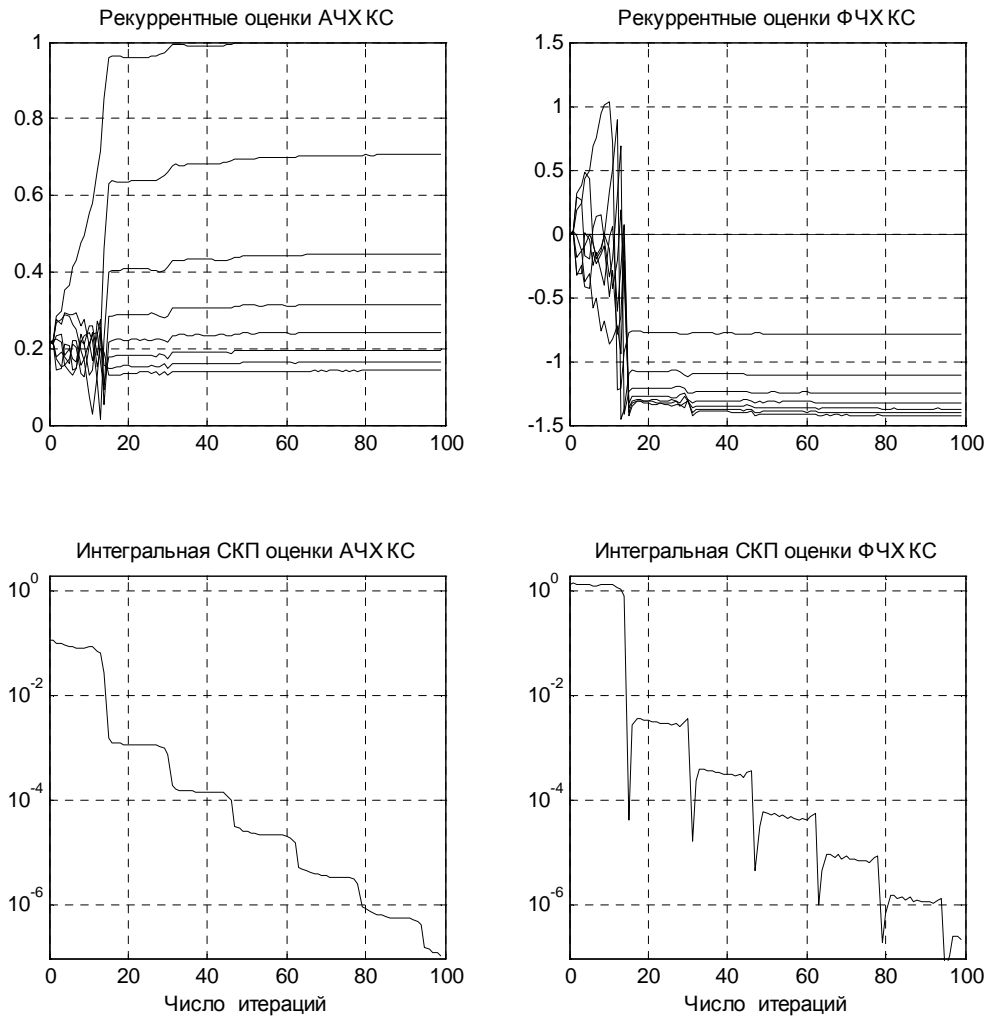 Рекуррентные оценки АЧХ КС
1
0.8
0.6
0.4
0.2
0
0 20 40 60 80 100
Рекуррентные оценки ФЧХ КС
1.5
1
0.5
0
-0.5
-1
-1.5
0 20 40 60 80 100
Интегральная СКП оценки АЧХ КС
10^0
10^-2
10^-4
10^-6
0 20 40 60 80 100
Число итераций
Интегральная СКП оценки ФЧХ КС
10^0
10^-2
10^-4
10^-6
0 20 40 60 80 100
Число итераций